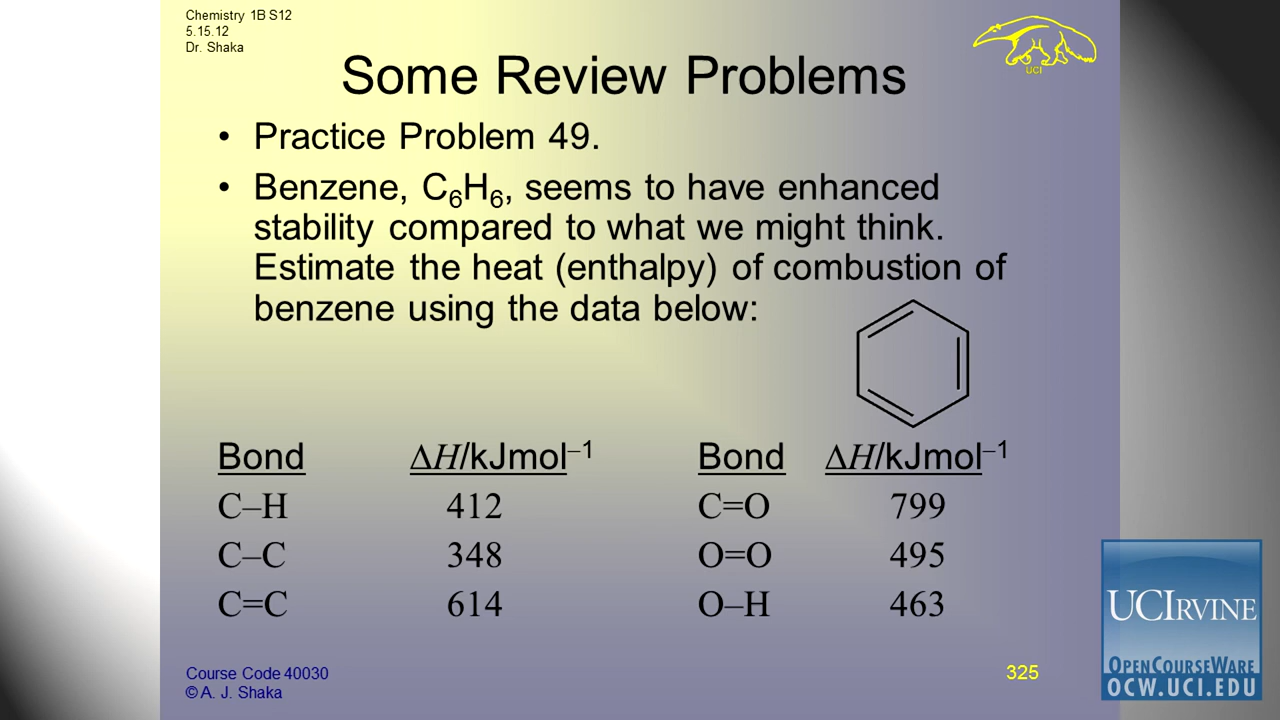 Chemistry 1B S12
5.15.12
Dr. Shaka
UCI
Some Review Problems
• Practice Problem 49.
• Benzene, C₆H₆, seems to have enhanced
stability compared to what we might think.
Estimate the heat (enthalpy) of combustion of
benzene using the data below:
Bond ΔH/kJmol⁻¹ Bond ΔH/kJmol⁻¹
C–H 412 C=O 799
C–C 348 O=O 495
C=C 614 O–H 463
Course Code 40030
© A. J. Shaka
325
UCIRVINE
OPENCOURSEWARE
OCW.UCI.EDU